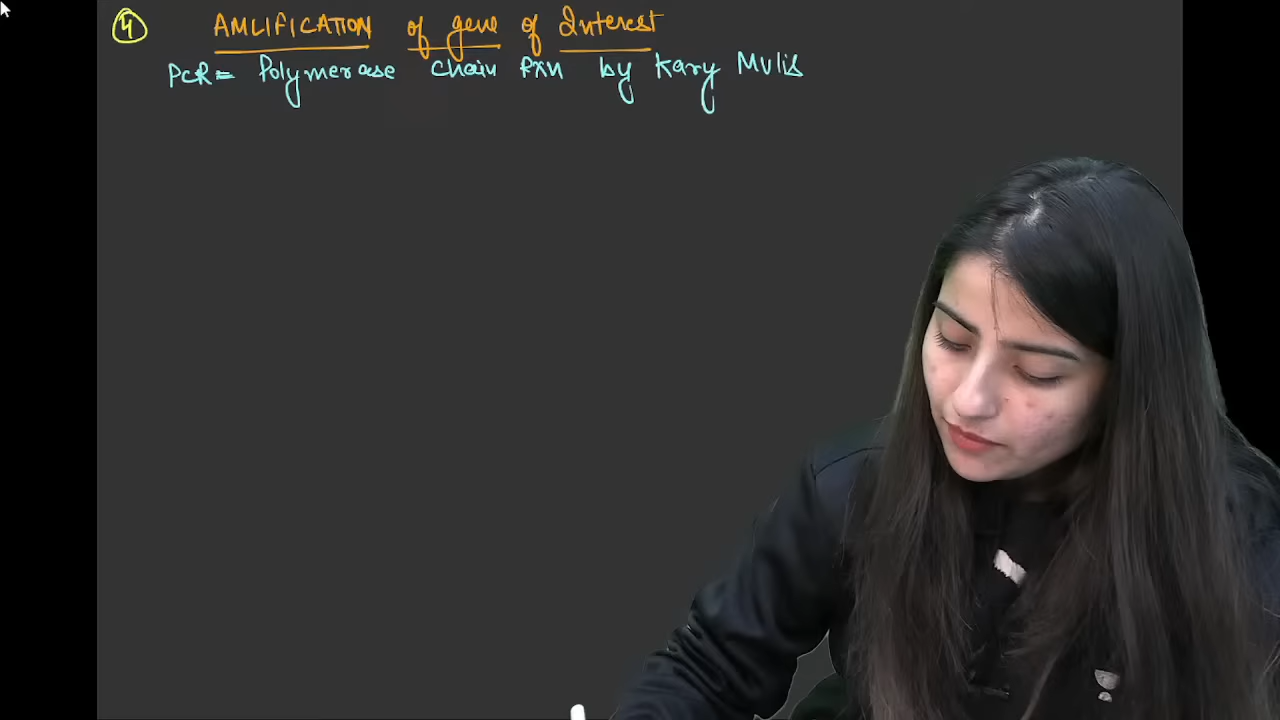 4 AMLIFICATION of gene of Interest
PCR = Polymerase Chain Rxn by Kary Mulis